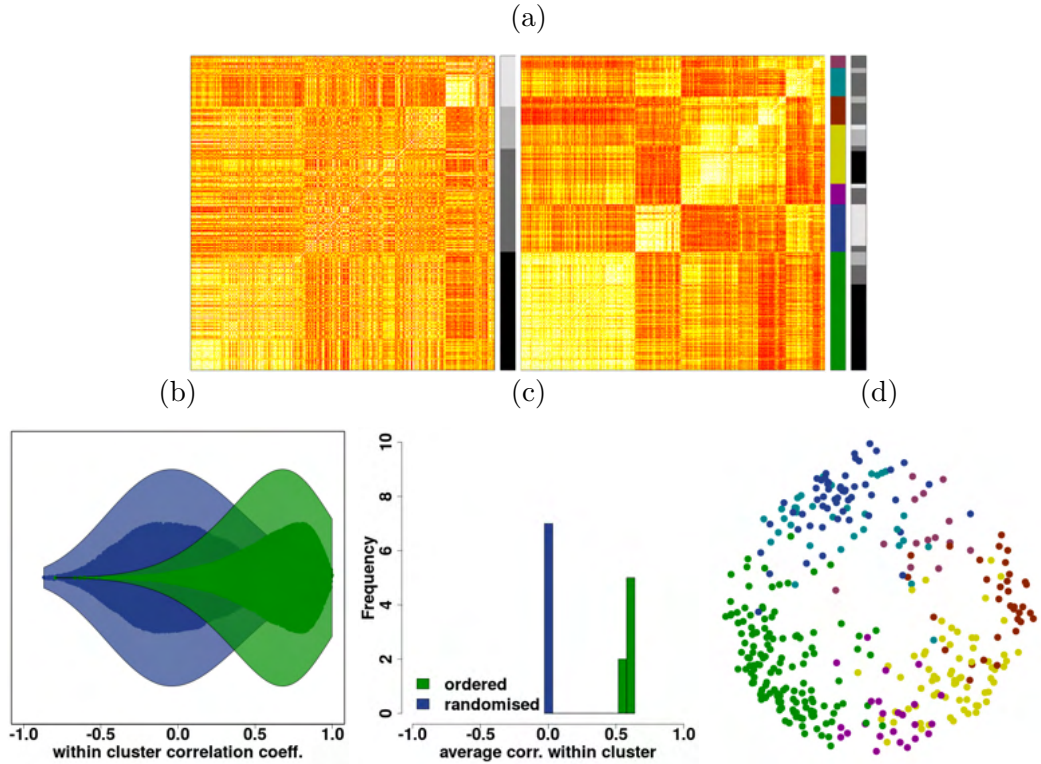 (a)
(b)
(c)
(d)
-1.0 -0.5 0.0 0.5 1.0
within cluster correlation coeff.
Frequency
0 2 4 6 8 10
ordered
randomised
-1.0 -0.5 0.0 0.5 1.0
average corr. within cluster